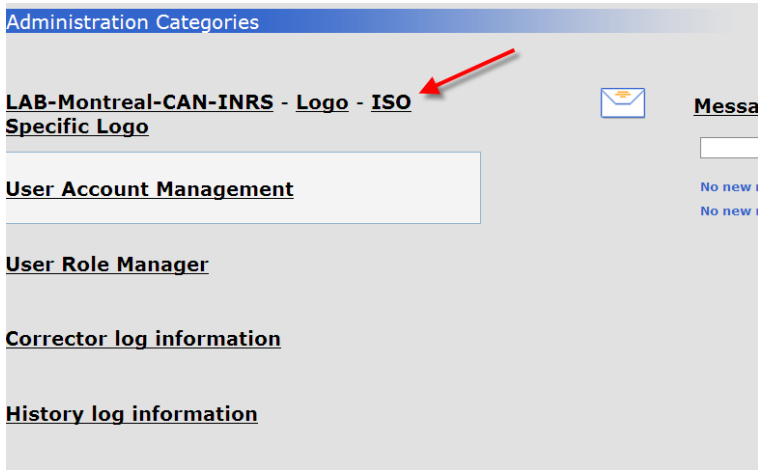 Administration Categories
LAB-Montreal-CAN-INRS - Logo - ISO
Specific Logo
User Account Management
User Role Manager
Corrector log information
History log information
No new
No new